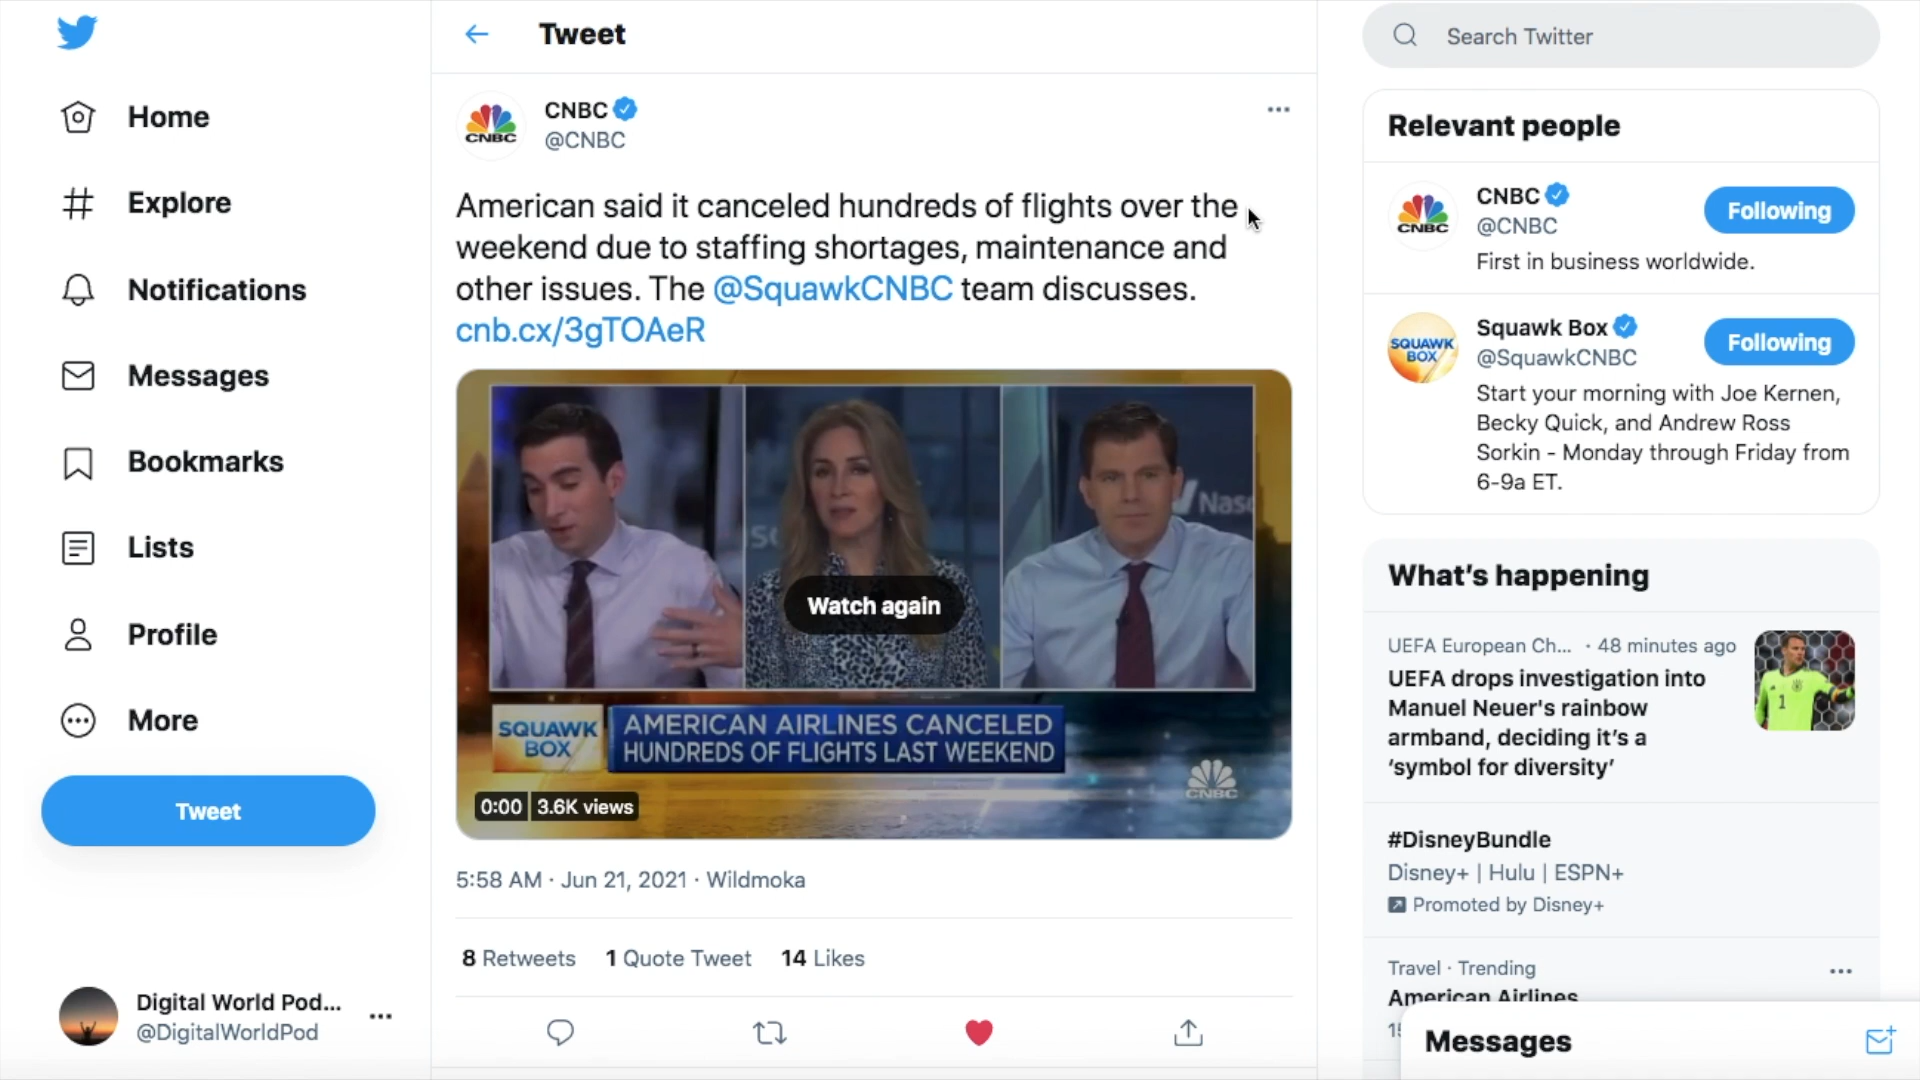 Home
Explore
Notifications
Messages
Bookmarks
Lists
Profile
More
Tweet
Digital World Pod...
@DigitalWorldPod
Tweet
CNBC
CNBC
@CNBC
American said it canceled hundreds of flights over the
weekend due to staffing shortages, maintenance and
other issues. The @SquawkCNBC team discusses.
cnb.cx/3gTOAeR
Watch again
SQUAWK
BOX
AMERICAN AIRLINES CANCELED
HUNDREDS OF FLIGHTS LAST WEEKEND
CNBC
0:00
3.6K views
5:58 AM · Jun 21, 2021 · Wildmoka
8 Retweets 1 Quote Tweet 14 Likes
Search Twitter
Relevant people
CNBC
CNBC
@CNBC
Following
First in business worldwide.
SQUAWK
BOX
Squawk Box
@SquawkCNBC
Following
Start your morning with Joe Kernen,
Becky Quick, and Andrew Ross
Sorkin - Monday through Friday from
6-9a ET.
What's happening
UEFA European Ch... · 48 minutes ago
UEFA drops investigation into
Manuel Neuer's rainbow
armband, deciding it's a
‘symbol for diversity’
1
#DisneyBundle
Disney+ | Hulu | ESPN+
Promoted by Disney+
Travel · Trending
American Airlines
Messages